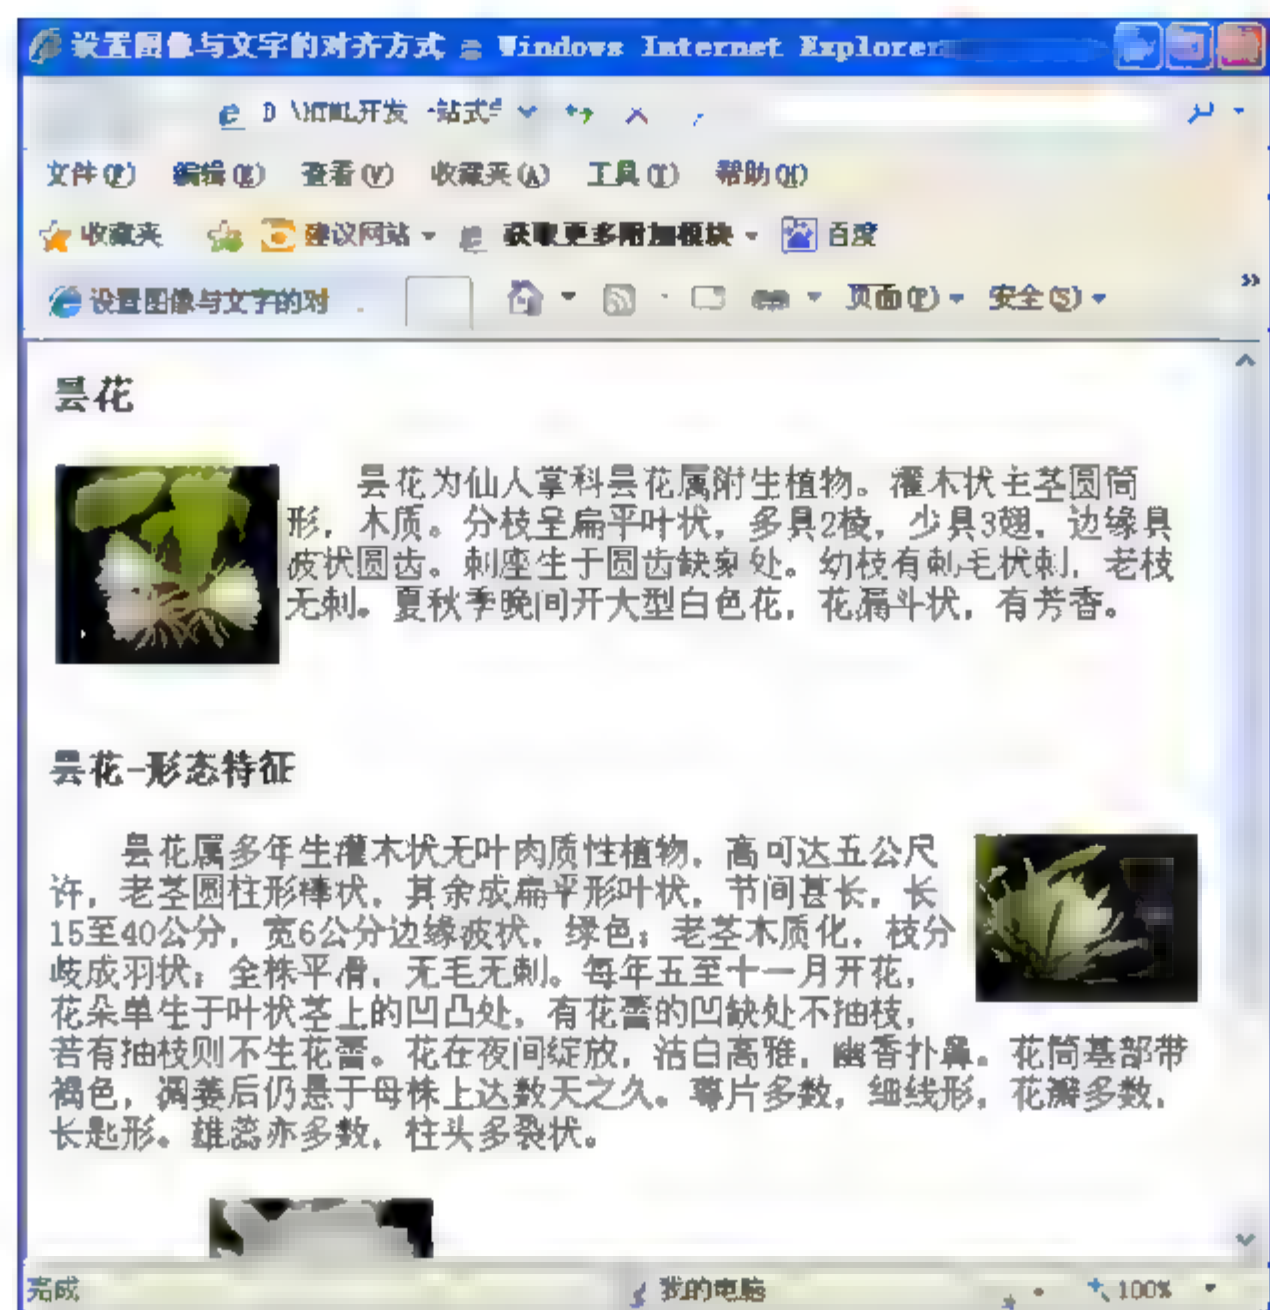 设置图像与文字的对齐方式 - Windows Internet Explorer
D:\HTML开发一站式学
文件(F) 编辑(E) 查看(V) 收藏夹(A) 工具(T) 帮助(H)
收藏夹 建议网站 获取更多附加模块 百度
设置图像与文字的对 页面(P) 安全(S) »
昙花
昙花为仙人掌科昙花属附生植物。灌木状主茎圆筒
形，木质。分枝呈扁平叶状，多具2棱，少具3翅，边缘具
波状圆齿。刺座生于圆齿缺刻处。幼枝有刺毛状刺，老枝
无刺。夏秋季晚间开大型白色花，花漏斗状，有芳香。
昙花-形态特征
昙花属多年生灌木状无叶肉质性植物，高可达五公尺
许，老茎圆柱形棒状，其余成扁平形叶状，节间甚长，长
15至40公分，宽6公分边缘波状，绿色；老茎木质化，枝分
歧成羽状；全株平滑，无毛无刺。每年五至十一月开花，
花朵单生于叶状茎上的凹凸处，有花蕾的凹缺处不抽枝，
若有抽枝则不生花蕾。花在夜间绽放，洁白高雅，幽香扑鼻。花筒基部带
褐色，凋萎后仍悬于母株上达数天之久。萼片多数，细线形，花瓣多数，
长匙形。雄蕊亦多数，柱头多裂状。
完成 我的电脑 100%